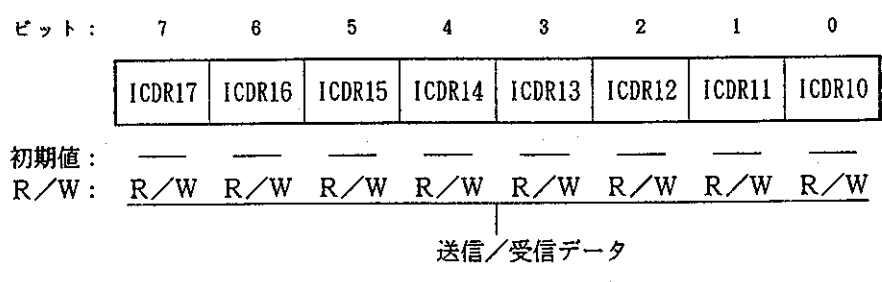 ビット: 7 6 5 4 3 2 1 0
ICDR17 ICDR16 ICDR15 ICDR14 ICDR13 ICDR12 ICDR11 ICDR10
初期値: — — — — — — — —
R/W: R/W R/W R/W R/W R/W R/W R/W R/W
送信/受信データ